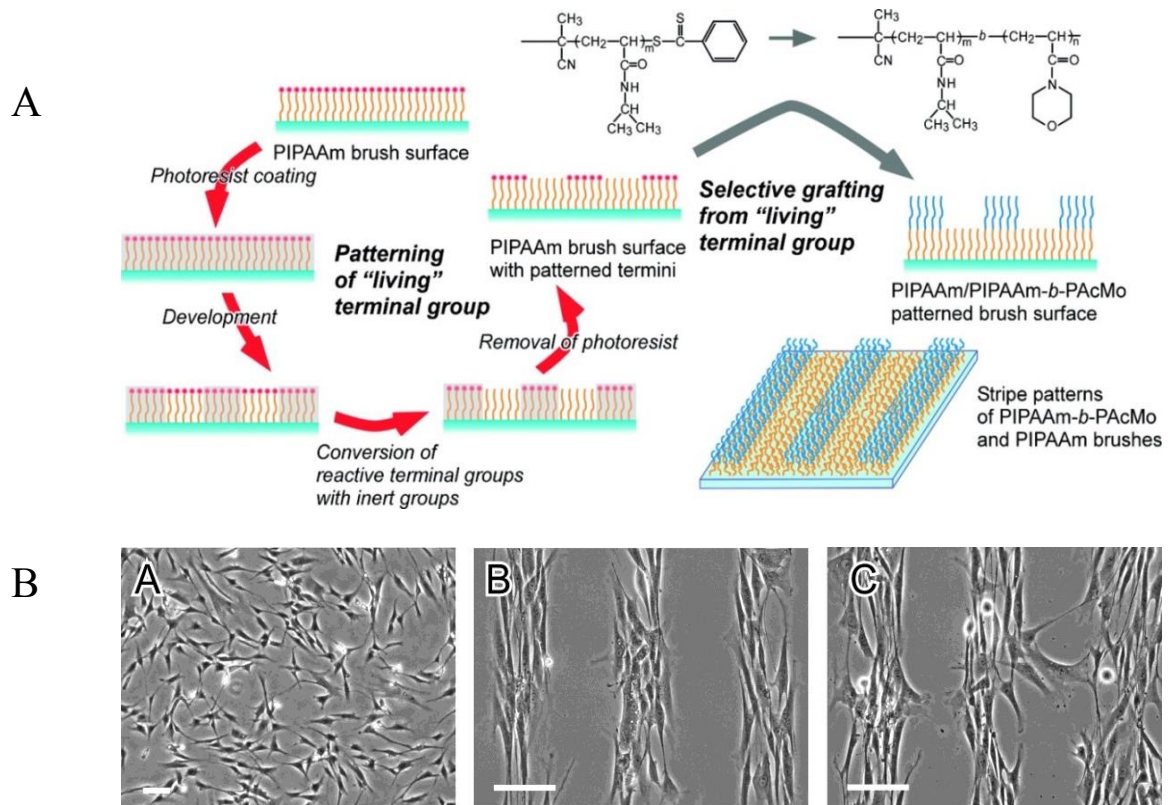 A
CH3
C
CH2
CH
m
S
C
S
CN
C=O
NH
CH
CH3
CH3
CH3
C
CH2
CH
m
b
CH2
CH
n
CN
C=O
NH
CH
CH3
CH3
C=O
N
O
PIPAAm brush surface
Photoresist coating
Patterning
of “living”
terminal group
Development
Conversion of
reactive terminal groups
with inert groups
Removal of photoresist
PIPAAm brush surface
with patterned termini
Selective grafting
from “living”
terminal group
PIPAAm/PIPAAm-b-PAcMo
patterned brush surface
Stripe patterns
of PIPAAm-b-PAcMo
and PIPAAm brushes
B
A
B
C